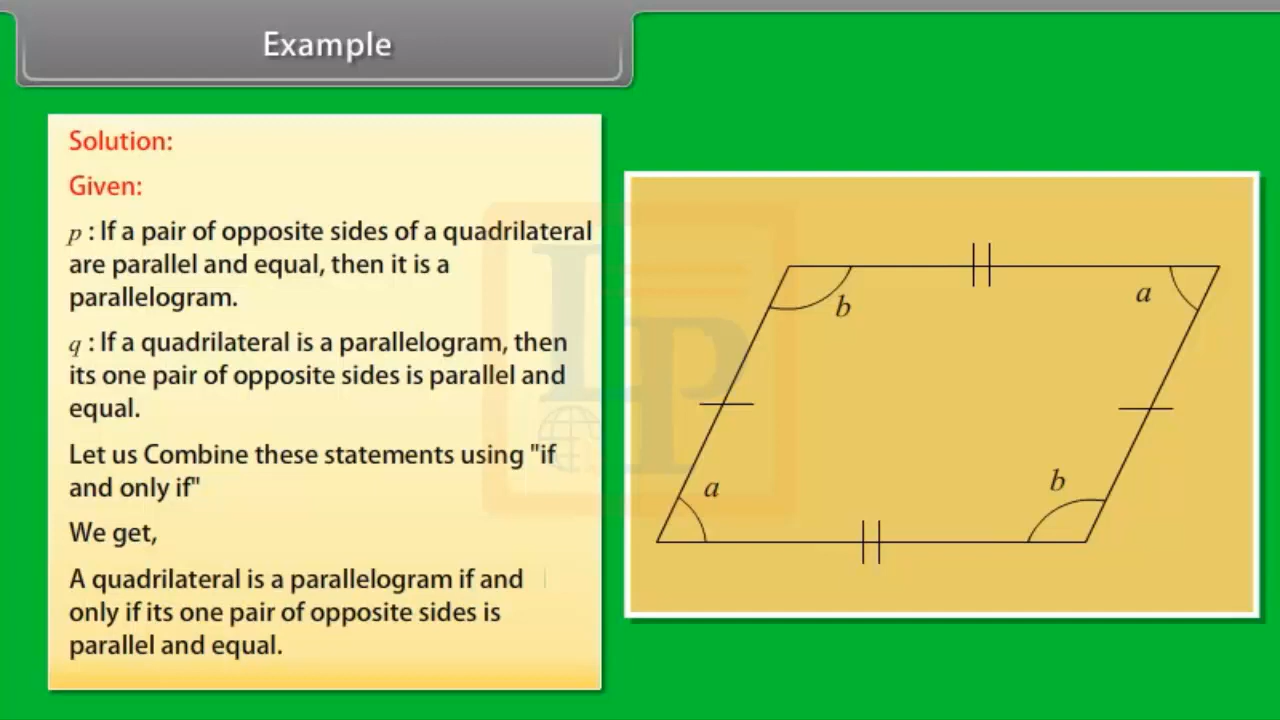 Example
Solution:
Given:
p : If a pair of opposite sides of a quadrilateral
are parallel and equal, then it is a
parallelogram.
q : If a quadrilateral is a parallelogram, then
its one pair of opposite sides is parallel and
equal.
Let us Combine these statements using "if
and only if"
We get,
A quadrilateral is a parallelogram if and
only if its one pair of opposite sides is
parallel and equal.
b
a
a
b
LP